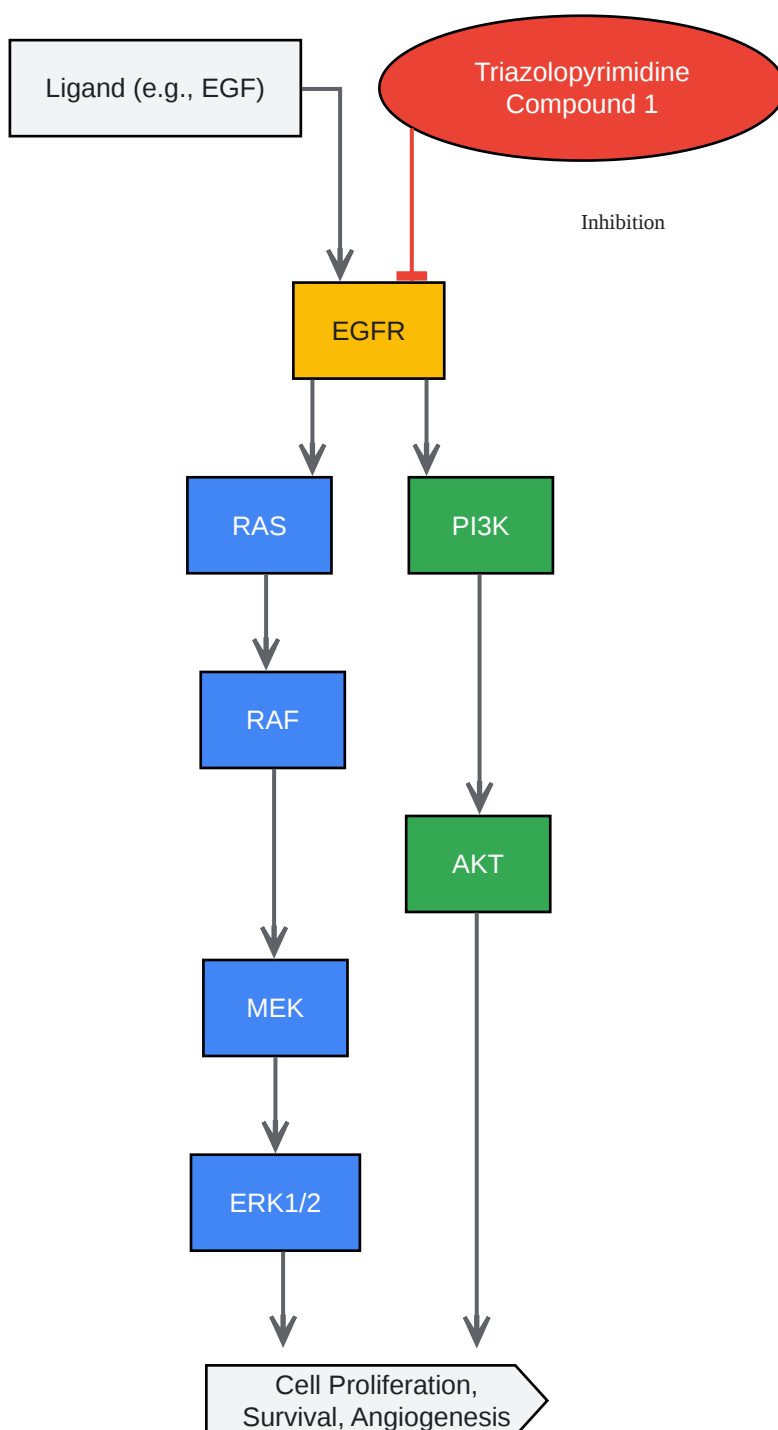 Ligand (e.g., EGF)
Triazolopyrimidine
Compound 1
Inhibition
EGFR
RAS
PI3K
RAF
AKT
MEK
ERK1/2
Cell Proliferation,
Survival, Angiogenesis